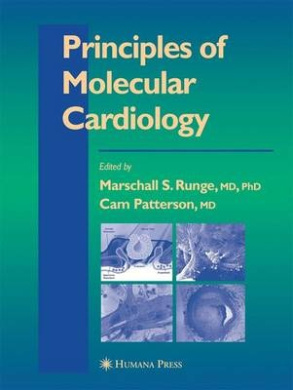 Principles of
Molecular
Cardiology
Edited by
Marschall S. Runge, MD, PhD
Cam Patterson, MD
HUMANA PRESS